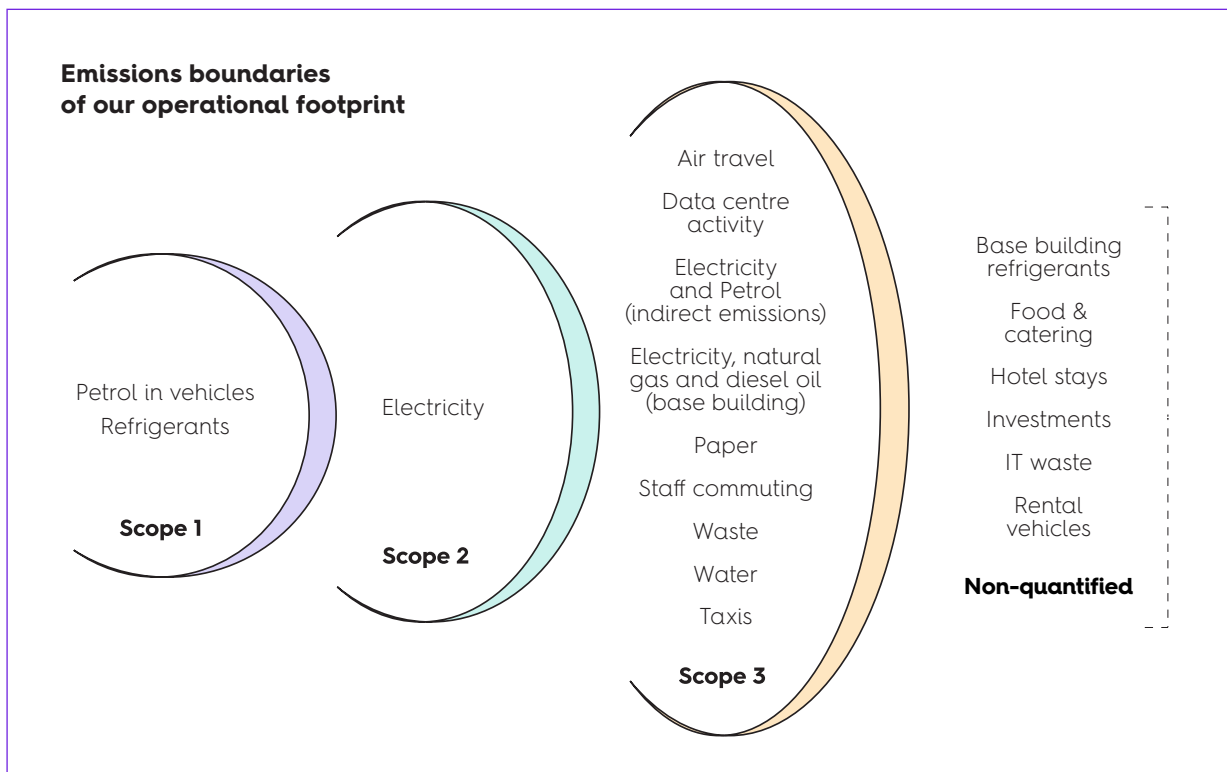 Emissions boundaries
of our operational footprint
Petrol in vehicles
Refrigerants
Scope 1
Electricity
Scope 2
Air travel
Data centre
activity
Electricity
and Petrol
(indirect emissions)
Electricity, natural
gas and diesel oil
(base building)
Paper
Staff commuting
Waste
Water
Taxis
Scope 3
Base building
refrigerants
Food &
catering
Hotel stays
Investments
IT waste
Rental
vehicles
Non-quantified